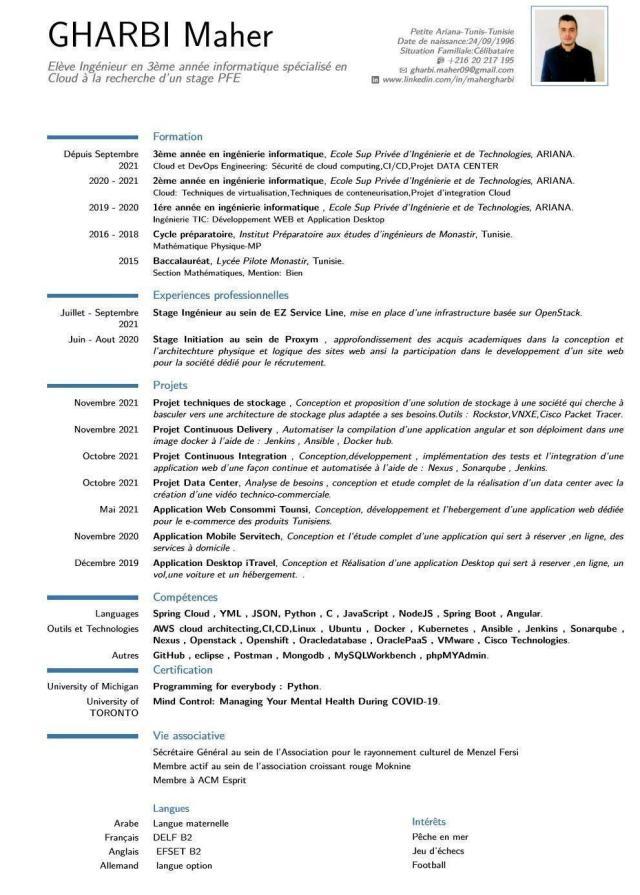 GHARBI Maher
Elève Ingénieur en 3ème année informatique spécialisé en
Cloud à la recherche d'un stage PFE
Petite Ariana-Tunis-Tunisie
Date de naissance:24/09/1996
Situation Familiale:Célibataire
+216 20 217 195
gharbi.maher09@gmail.com
www.linkedin.com/in/mahergharbi
Formation
Dépuis Septembre 2021
3ème année en ingénierie informatique, Ecole Sup Privée d'Ingénierie et de Technologies, ARIANA.
Cloud et DevOps Engineering: Sécurité de cloud computing,CI/CD,Projet DATA CENTER
2020 - 2021 2ème année en ingénierie informatique, Ecole Sup Privée d'Ingénierie et de Technologies, ARIANA.
Cloud: Techniques de virtualisation,Techniques de conteneurisation,Projet d'integration Cloud
2019 - 2020 1ére année en ingénierie informatique , Ecole Sup Privée d'Ingénierie et de Technologies, ARIANA.
Ingénierie TIC: Développement WEB et Application Desktop
2016 - 2018 Cycle préparatoire, Institut Préparatoire aux études d'ingénieurs de Monastir, Tunisie.
Mathématique Physique-MP
2015 Baccalauréat, Lycée Pilote Monastir, Tunisie.
Section Mathématiques, Mention: Bien
Experiences professionnelles
Juillet - Septembre 2021
Stage Ingénieur au sein de EZ Service Line, mise en place d'une infrastructure basée sur OpenStack.
Juin - Aout 2020 Stage Initiation au sein de Proxym , approfondissement des acquis academiques dans la conception et
l'architechture physique et logique des sites web ansi la participation dans le developpement d'un site web
pour la société dédié pour le récrutement.
Projets
Novembre 2021 Projet techniques de stockage , Conception et proposition d'une solution de stockage à une société qui cherche à
basculer vers une architecture de stockage plus adaptée a ses besoins.Outils : Rockstor,VNXE,Cisco Packet Tracer.
Novembre 2021 Projet Continuous Delivery , Automatiser la compilation d'une application angular et son déploiment dans une
image docker à l'aide de : Jenkins , Ansible , Docker hub.
Octobre 2021 Projet Continuous Integration , Conception,développement , implémentation des tests et l'intégration d'une
application web d'une façon continue et automatisée à l'aide de : Nexus , Sonarqube , Jenkins.
Octobre 2021 Projet Data Center, Analyse de besoins , conception et etude complet de la réalisation d'un data center avec la
création d'une vidéo technico-commerciale.
Mai 2021 Application Web Consommi Tounsi, Conception, développement et l'hebergement d'une application web dédiée
pour le e-commerce des produits Tunisiens.
Novembre 2020 Application Mobile Servitech, Conception et l'étude complet d'une application qui sert à réserver ,en ligne, des
services à domicile .
Décembre 2019 Application Desktop iTravel, Conception et Réalisation d'une application Desktop qui sert à reserver ,en ligne, un
vol,une voiture et un hébergement. .
Compétences
Languages Spring Cloud , YML , JSON, Python , C , JavaScript , NodeJS , Spring Boot , Angular.
Outils et Technologies AWS cloud architecting,CI,CD,Linux , Ubuntu , Docker , Kubernetes , Ansible , Jenkins , Sonarqube ,
Nexus , Openstack , Openshift , Oracledatabase , OraclePaaS , VMware , Cisco Technologies.
Autres GitHub , eclipse , Postman , Mongodb , MySQLWorkbench , phpMYAdmin.
Certification
University of Michigan Programming for everybody : Python.
University of TORONTO
Mind Control: Managing Your Mental Health During COVID-19.
Vie associative
Sécrétaire Général au sein de l'Association pour le rayonnement culturel de Menzel Fersi
Membre actif au sein de l'association croissant rouge Moknine
Membre à ACM Esprit
Langues
Arabe Langue maternelle
Français DELF B2
Anglais EFSET B2
Allemand langue option
Intérêts
Pêche en mer
Jeu d'échecs
Football